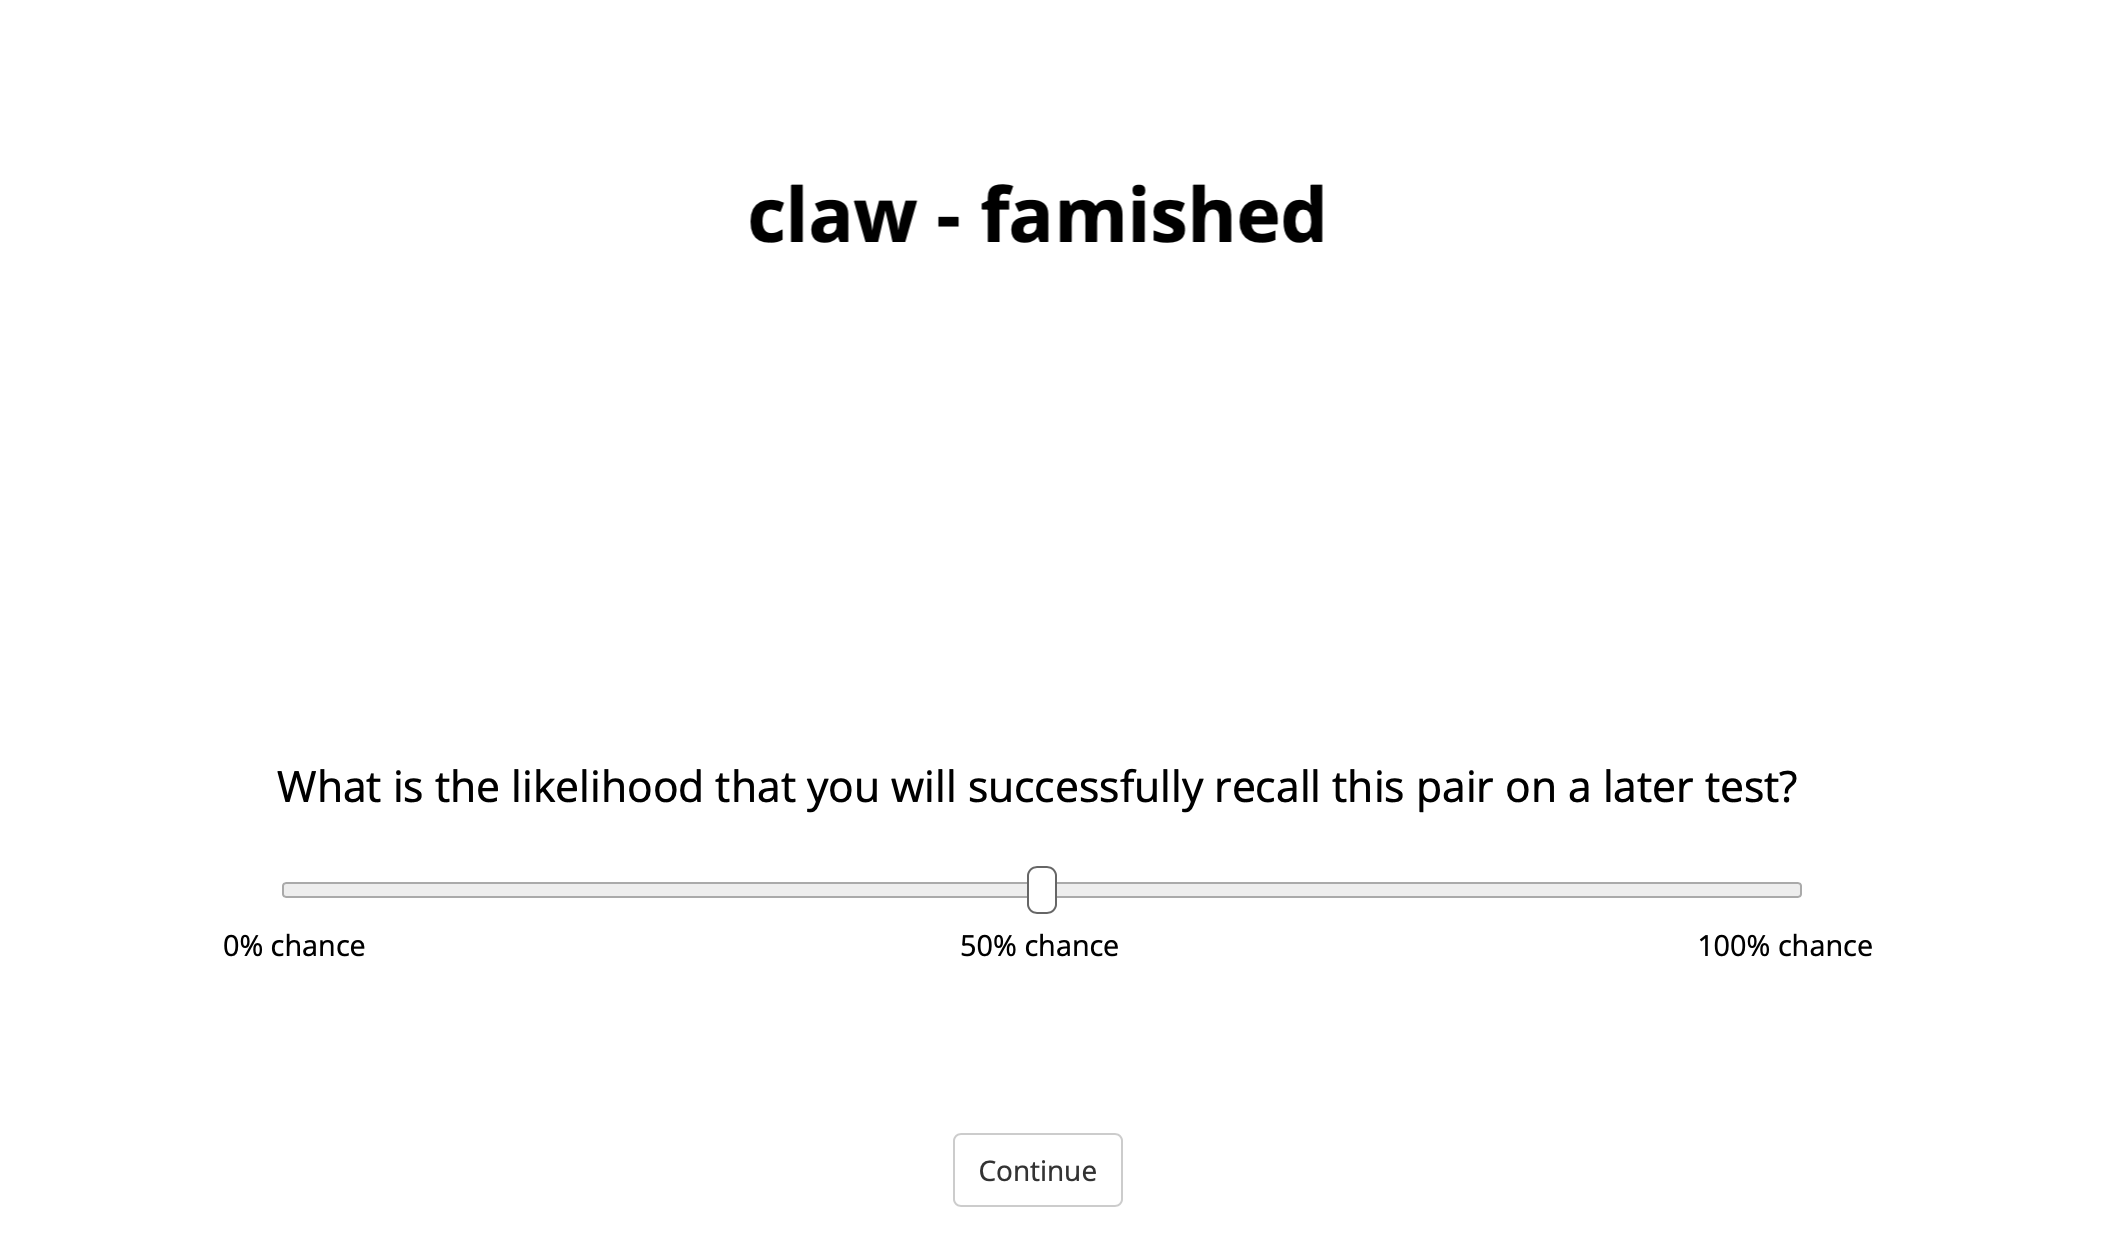 claw - famished
What is the likelihood that you will successfully recall this pair on a later test?
0% chance 50% chance 100% chance
Continue